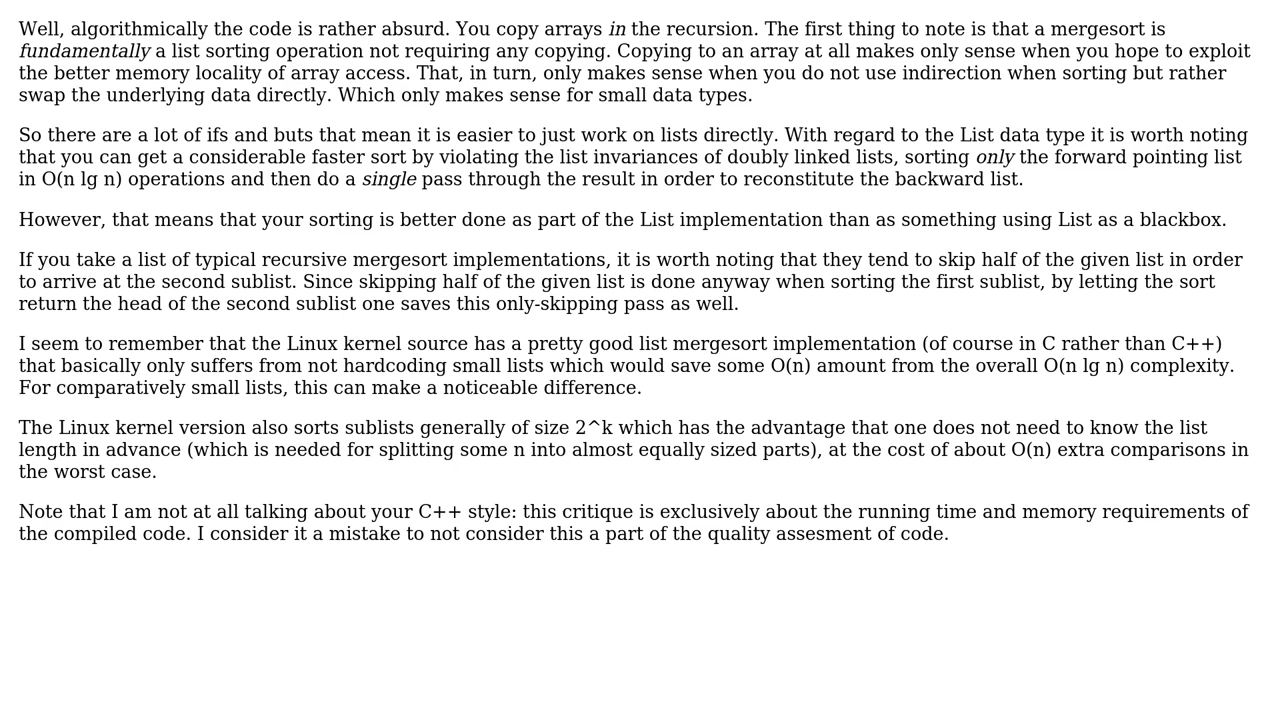 Well, algorithmically the code is rather absurd. You copy arrays in the recursion. The first thing to note is that a mergesort is
fundamentally a list sorting operation not requiring any copying. Copying to an array at all makes only sense when you hope to exploit
the better memory locality of array access. That, in turn, only makes sense when you do not use indirection when sorting but rather
swap the underlying data directly. Which only makes sense for small data types.
So there are a lot of ifs and buts that mean it is easier to just work on lists directly. With regard to the List data type it is worth noting
that you can get a considerable faster sort by violating the list invariances of doubly linked lists, sorting only the forward pointing list
in O(n lg n) operations and then do a single pass through the result in order to reconstitute the backward list.
However, that means that your sorting is better done as part of the List implementation than as something using List as a blackbox.
If you take a list of typical recursive mergesort implementations, it is worth noting that they tend to skip half of the given list in order
to arrive at the second sublist. Since skipping half of the given list is done anyway when sorting the first sublist, by letting the sort
return the head of the second sublist one saves this only-skipping pass as well.
I seem to remember that the Linux kernel source has a pretty good list mergesort implementation (of course in C rather than C++)
that basically only suffers from not hardcoding small lists which would save some O(n) amount from the overall O(n lg n) complexity.
For comparatively small lists, this can make a noticeable difference.
The Linux kernel version also sorts sublists generally of size 2^k which has the advantage that one does not need to know the list
length in advance (which is needed for splitting some n into almost equally sized parts), at the cost of about O(n) extra comparisons in
the worst case.
Note that I am not at all talking about your C++ style: this critique is exclusively about the running time and memory requirements of
the compiled code. I consider it a mistake to not consider this a part of the quality assesment of code.